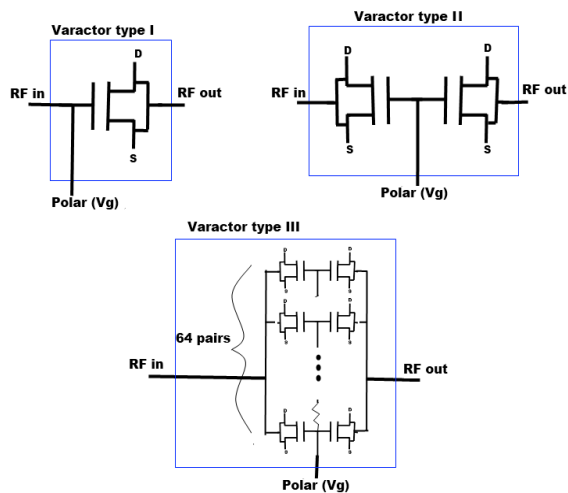 Varactor type I
D
RF in
RF out
S
Polar (Vg)
Varactor type II
D
D
RF in
RF out
S
S
Polar (Vg)
Varactor type III
D
D
S
S
D
D
S
S
64 pairs
RF in
RF out
D
D
S
S
Polar (Vg)